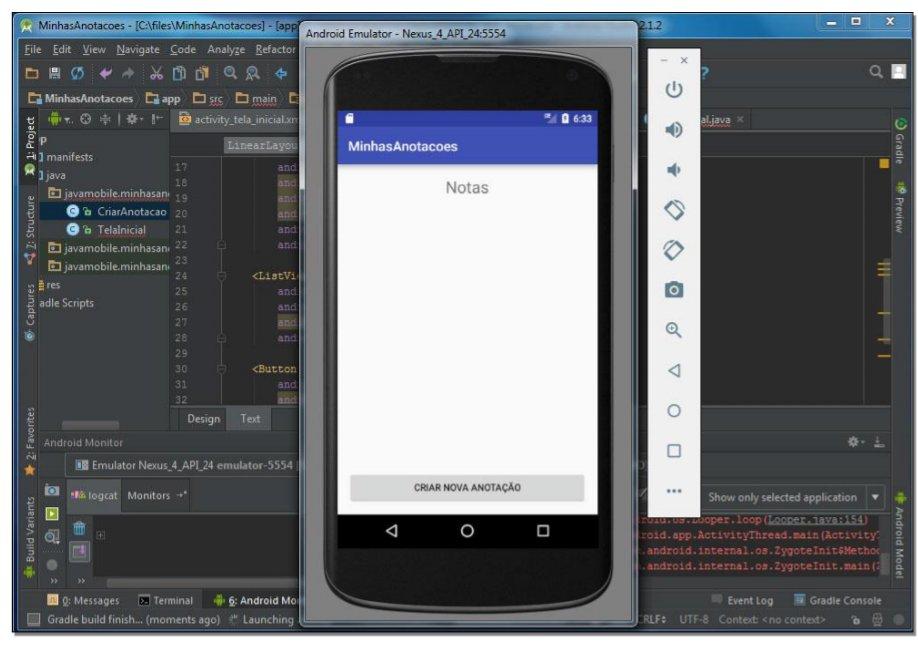 MinhasAnotacoes - [C:\files\MinhasAnotacoes] - [app
2.1.2
Android Emulator - Nexus_4_API_24:5554
File Edit View Navigate Code Analyze Refactor
?
MinhasAnotacoes app src main
activity_tela_inicial.xm
al.java
LinearLayou
1: Project
manifests
java
javamobile.minhasan
CriarAnotacao
TelaInicial
javamobile.minhasan
javamobile.minhasan
res
adle Scripts
Z: Structure
Captures
2: Favorites
Build Variants
17 and
18 and
19 and
20 and
21 and
22 and
23
24 <ListVi
25 and
26 and
27 and
28 and
29
30 <Button
31 and
32 and
Design Text
6:33
MinhasAnotacoes
Notas
CRIAR NOVA ANOTAÇÃO
Gradle
Preview
Android Model
Android Monitor
Emulator Nexus_4_API_24 emulator-5554
logcat Monitors
Show only selected application
droid.os.Looper.loop(Looper.java:154)
roid.app.ActivityThread.main(Activity
.android.internal.os.ZygoteInit$Metho
.android.internal.os.ZygoteInit.main(
0: Messages Terminal 6: Android Mo Event Log Gradle Console
Gradle build finish... (moments ago) Launching CRLF UTF-8 Context: <no context>